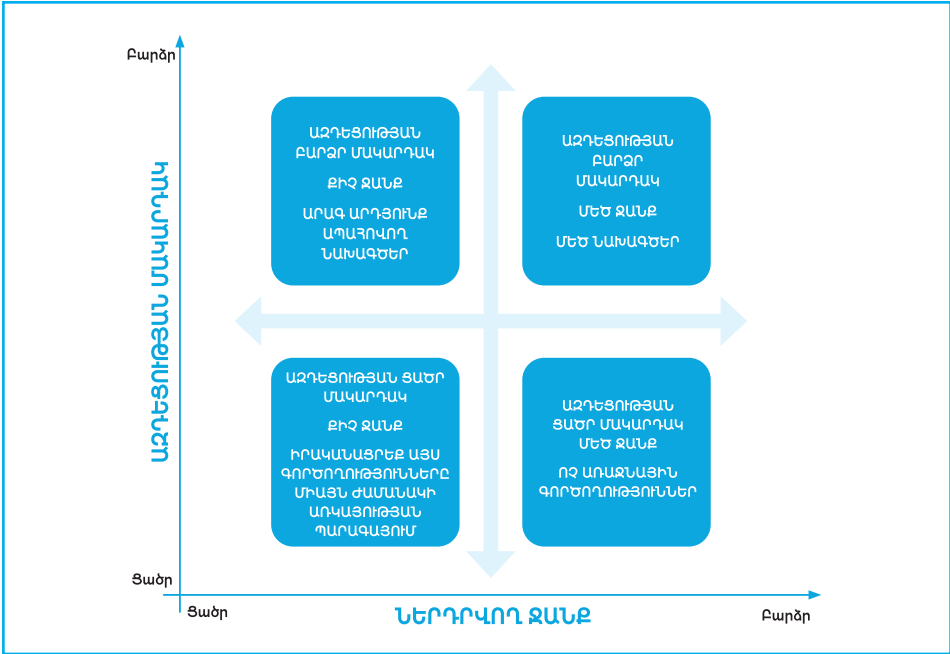 Բարձր
ԱԶԴԵՑՈՒԹՅԱՆ ՄԱԿԱՐԴԱԿ
ԱԶԴԵՑՈՒԹՅԱՆ
ԲԱՐՁՐ ՄԱԿԱՐԴԱԿ
ՔԻՉ ՋԱՆՔ
ԱՐԱԳ ԱՐԴՅՈՒՆՔ
ԱՊԱՀՈՎՈՂ
ՆԱԽԱԳԾԵՐ
ԱԶԴԵՑՈՒԹՅԱՆ
ԲԱՐՁՐ
ՄԱԿԱՐԴԱԿ
ՄԵԾ ՋԱՆՔ
ՄԵԾ ՆԱԽԱԳԾԵՐ
ԱԶԴԵՑՈՒԹՅԱՆ ՑԱԾՐ
ՄԱԿԱՐԴԱԿ
ՔԻՉ ՋԱՆՔ
ԻՐԱԿԱՆԱՑՐԵՔ ԱՅՍ
ԳՈՐԾՈՂՈՒԹՅՈՒՆՆԵՐԸ
ՄԻԱՅՆ ԺԱՄԱՆԱԿԻ
ԱՌԿԱՅՈՒԹՅԱՆ
ՊԱՐԱԳԱՅՈՒՄ
ԱԶԴԵՑՈՒԹՅԱՆ
ՑԱԾՐ ՄԱԿԱՐԴԱԿ
ՄԵԾ ՋԱՆՔ
ՈՉ ԱՌԱՋՆԱՅԻՆ
ԳՈՐԾՈՂՈՒԹՅՈՒՆՆԵՐ
Ցածր
Ցածր
ՆԵՐԴՐՎՈՂ ՋԱՆՔ
Բարձր